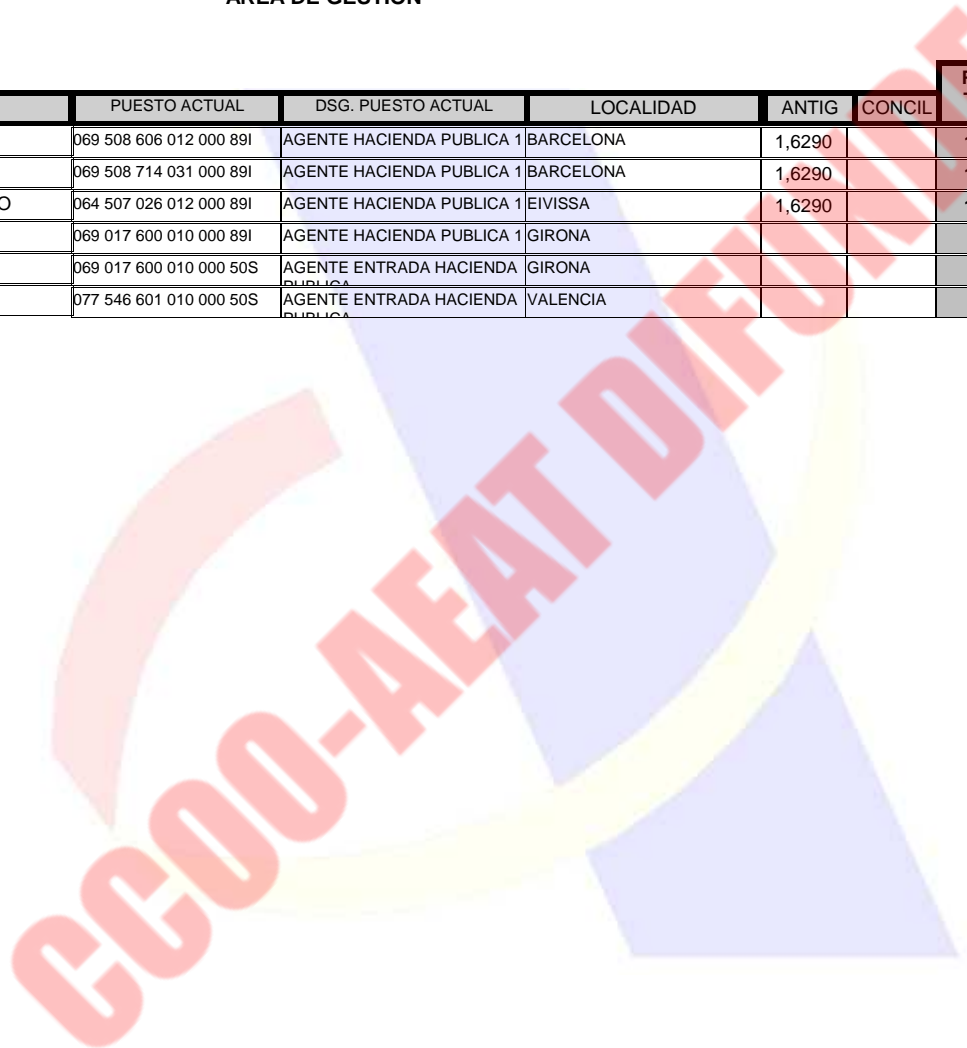 ÁREA DE GESTIÓN
PUESTO ACTUAL DSG. PUESTO ACTUAL LOCALIDAD ANTIG CONCIL
069 508 606 012 000 89I AGENTE HACIENDA PUBLICA 1 BARCELONA 1,6290
069 508 714 031 000 89I AGENTE HACIENDA PUBLICA 1 BARCELONA 1,6290
O 064 507 026 012 000 89I AGENTE HACIENDA PUBLICA 1 EIVISSA 1,6290
069 017 600 010 000 89I AGENTE HACIENDA PUBLICA 1 GIRONA
069 017 600 010 000 50S AGENTE ENTRADA HACIENDA GIRONA
PUBLICA
077 546 601 010 000 50S AGENTE ENTRADA HACIENDA VALENCIA
PUBLICA
CCOO-AEAT DIFUNDE